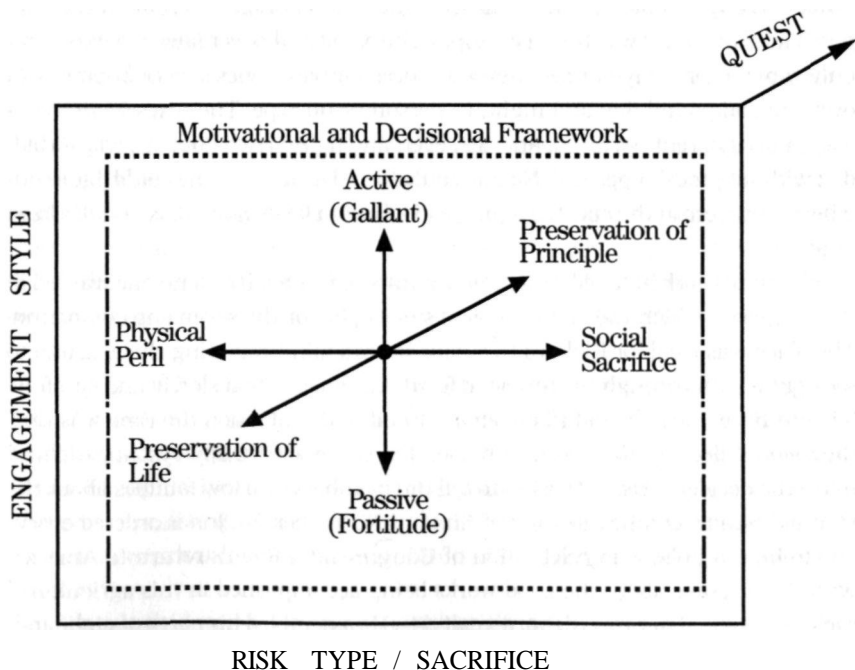 QUEST
Motivational and Decisional Framework
Active
(Gallant)
Preservation of
Principle
Physical
Peril
Social
Sacrifice
Preservation of
Life
Passive
(Fortitude)
ENGAGEMENT STYLE
RISK TYPE / SACRIFICE